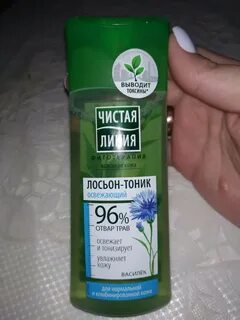 ВЫВОДИТ
ТОКСИНЫ*
ЧИСТАЯ
ЛИНИЯ
ФИТОТЕРАПИЯ
ЛОСЬОН-ТОНИК
освежающий
96%
ОТВАР ТРАВ
освежает
и тонизирует
увлажняет
кожу
ВАСИЛЁК
для нормальной
и комбинированной кожи